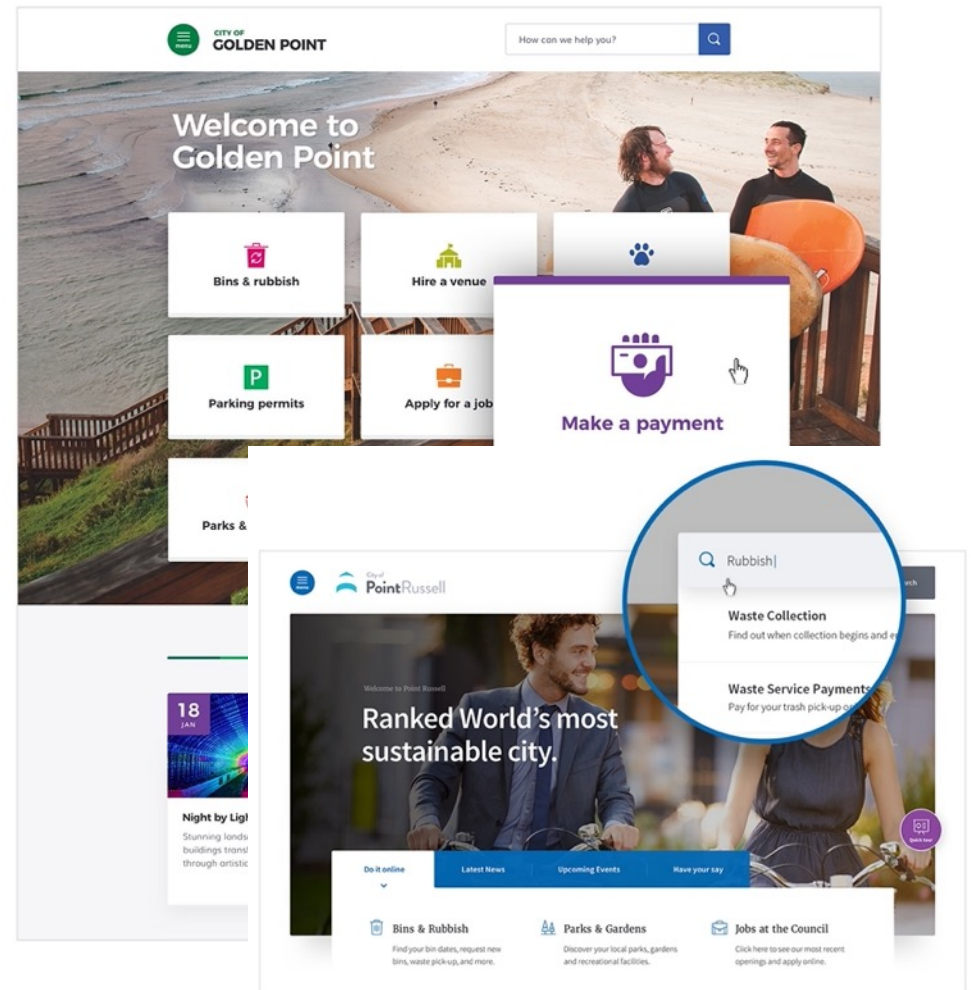 menu
CITY OF
GOLDEN POINT
How can we help you?
Welcome to
Golden Point
Bins & rubbish
Hire a venue
P
Parking permits
Apply for a job
Make a payment
Parks &
18
JAN
Night by Ligh
Stunning lands
buildings transf
through artistic
menu
City of
PointRussell
rch
Rubbish
Waste Collection
Find out when collection begins and en
Waste Service Payments
Pay for your trash pick-up or
Welcome to Point Russell
Ranked World's most
sustainable city.
Quick tour
Do it online
Latest News
Upcoming Events
Have your say
Bins & Rubbish
Find your bin dates, request new
bins, waste pick-up, and more.
Parks & Gardens
Discover your local parks, gardens
and recreational facilities.
Jobs at the Council
Click here to see our most recent
openings and apply online.